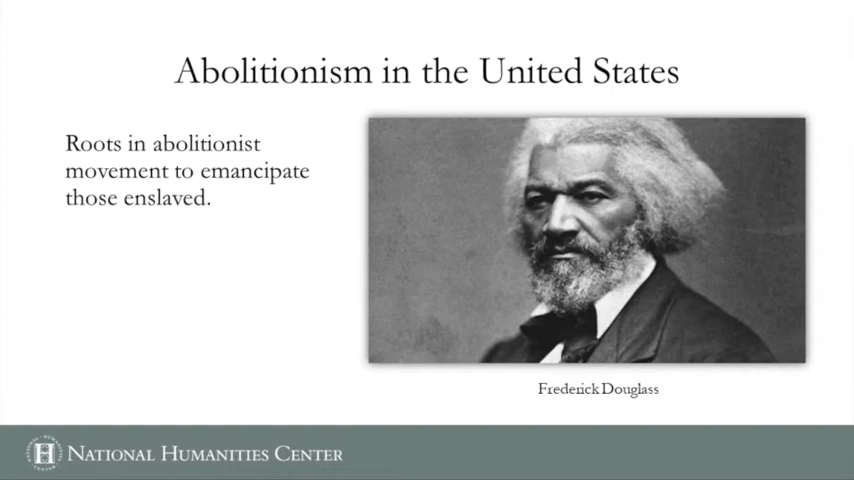 Abolitionism in the United States
Roots in abolitionist
movement to emancipate
those enslaved.
Frederick Douglass
H
NATIONAL HUMANITIES CENTER